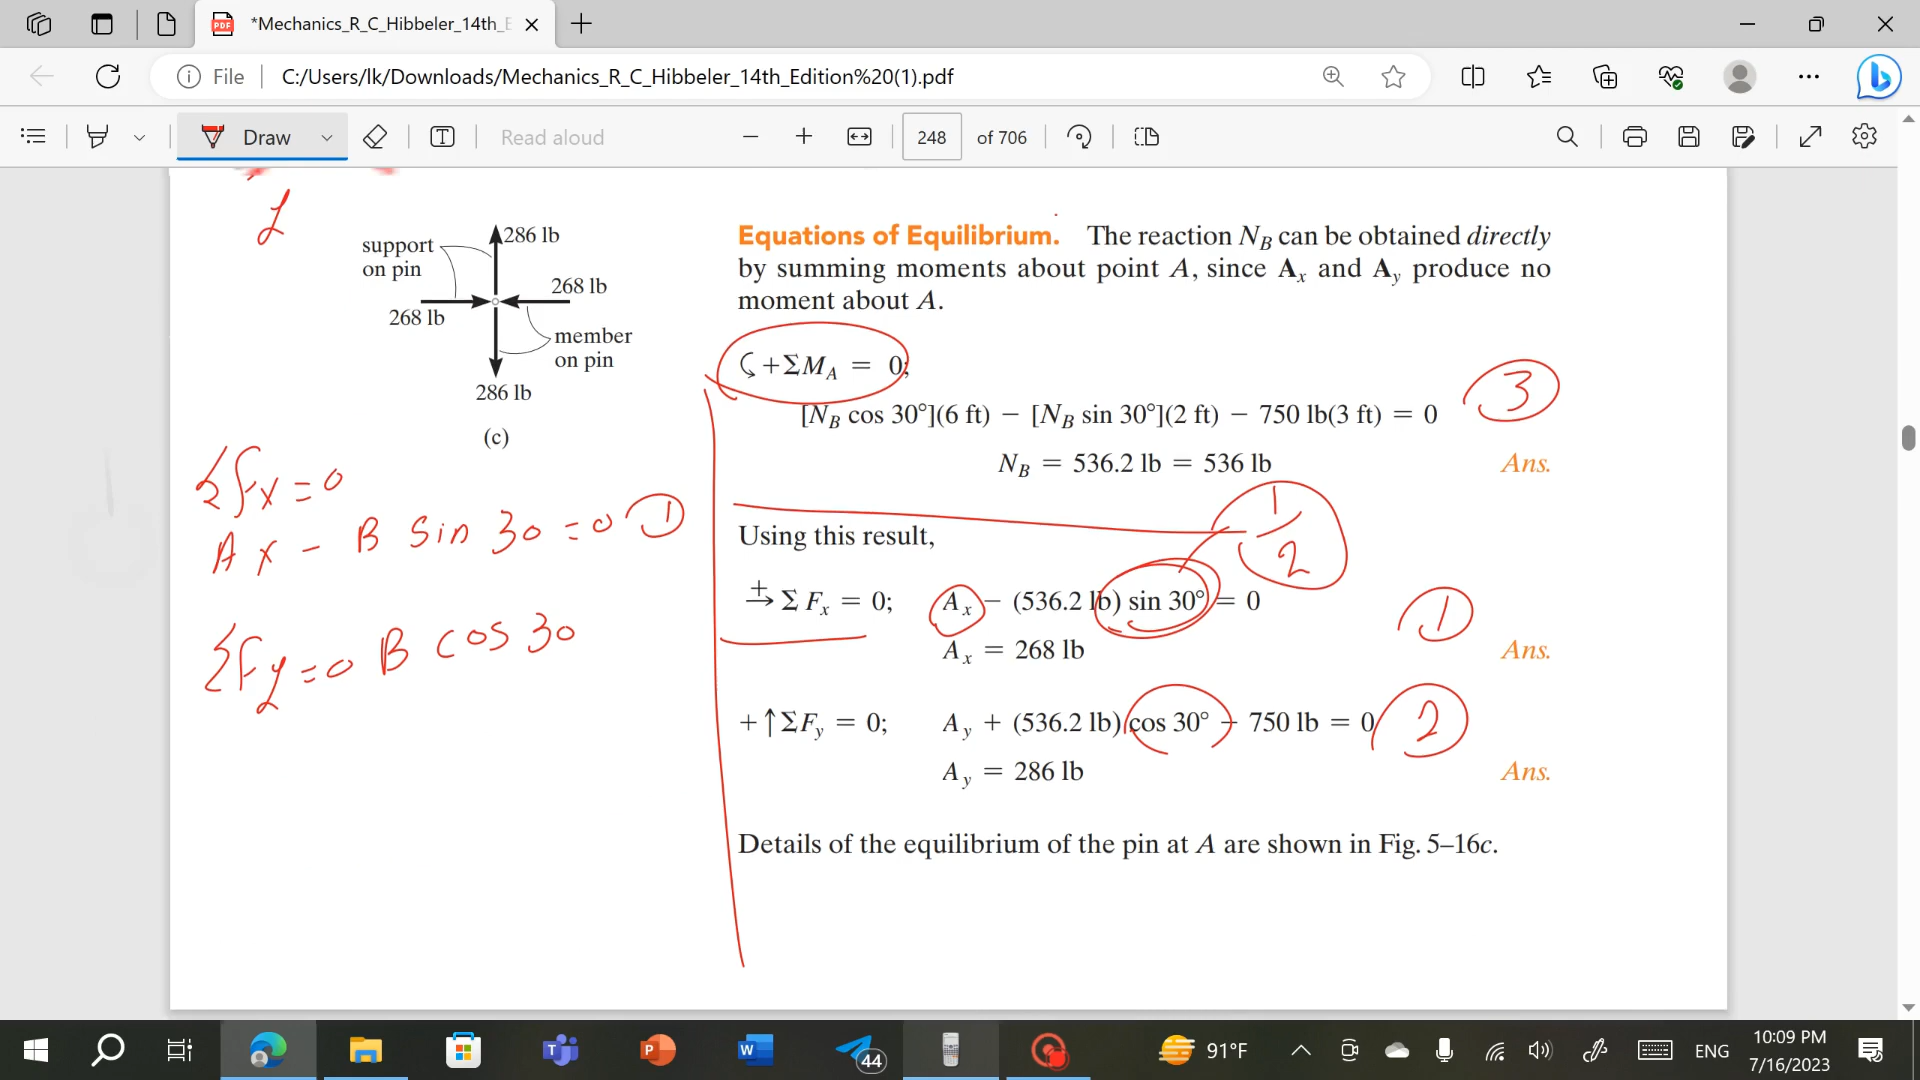 *Mechanics_R_C_Hibbeler_14th_E
File C:/Users/lk/Downloads/Mechanics_R_C_Hibbeler_14th_Edition%20(1).pdf
Draw
Read aloud
248 of 706
support on pin
286 lb
268 lb
268 lb
member on pin
286 lb
(c)
ΣFx = 0
Ax - B Sin 30 = 0 ①
ΣFy = 0 B cos 30
Equations of Equilibrium. The reaction N_B can be obtained directly
by summing moments about point A, since A_x and A_y produce no
moment about A.
⤹+ΣM_A = 0;
[N_B cos 30°](6 ft) − [N_B sin 30°](2 ft) − 750 lb(3 ft) = 0
3
N_B = 536.2 lb = 536 lb Ans.
1/2
Using this result,
→+ Σ F_x = 0; A_x − (536.2 lb) sin 30° = 0
1
A_x = 268 lb Ans.
+↑ΣF_y = 0; A_y + (536.2 lb) cos 30° − 750 lb = 0
2
A_y = 286 lb Ans.
Details of the equilibrium of the pin at A are shown in Fig. 5–16c.
44
91°F
ENG
10:09 PM
7/16/2023